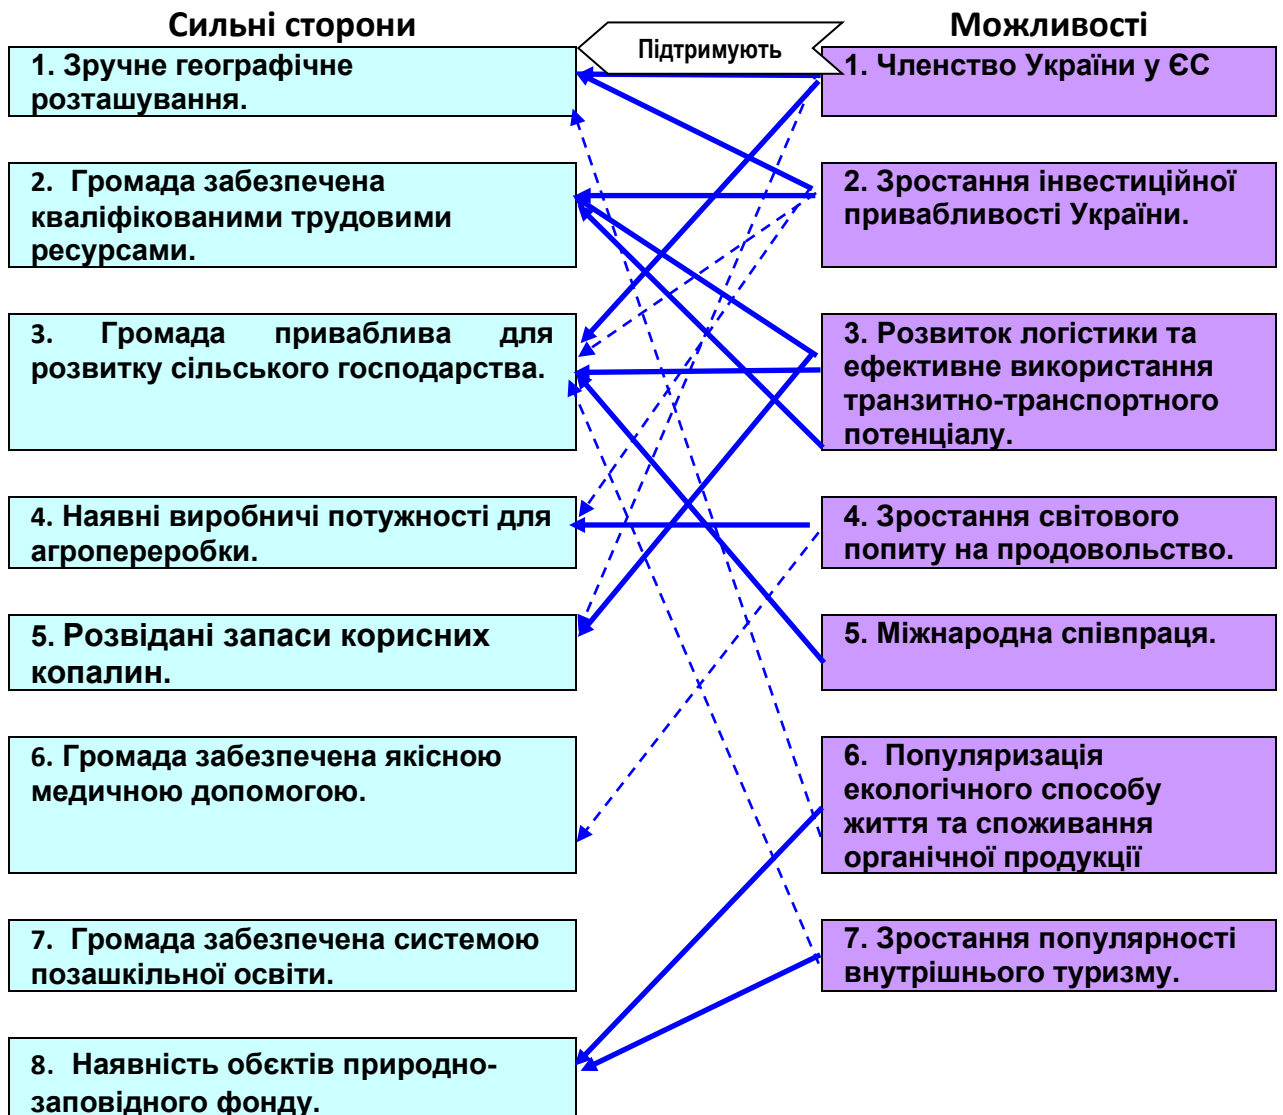 Сильні сторони
Підтримують
Можливості
1. Зручне географічне
розташування.
2. Громада забезпечена
кваліфікованими трудовими
ресурсами.
3. Громада приваблива для
розвитку сільського господарства.
4. Наявні виробничі потужності для
агропереробки.
5. Розвідані запаси корисних
копалин.
6. Громада забезпечена якісною
медичною допомогою.
7. Громада забезпечена системою
позашкільної освіти.
8. Наявність обєктів природно-
заповідного фонду.
1. Членство України у ЄС
2. Зростання інвестиційної
привабливості України.
3. Розвиток логістики та
ефективне використання
транзитно-транспортного
потенціалу.
4. Зростання світового
попиту на продовольство.
5. Міжнародна співпраця.
6. Популяризація
екологічного способу
життя та споживання
органічної продукції
7. Зростання популярності
внутрішнього туризму.